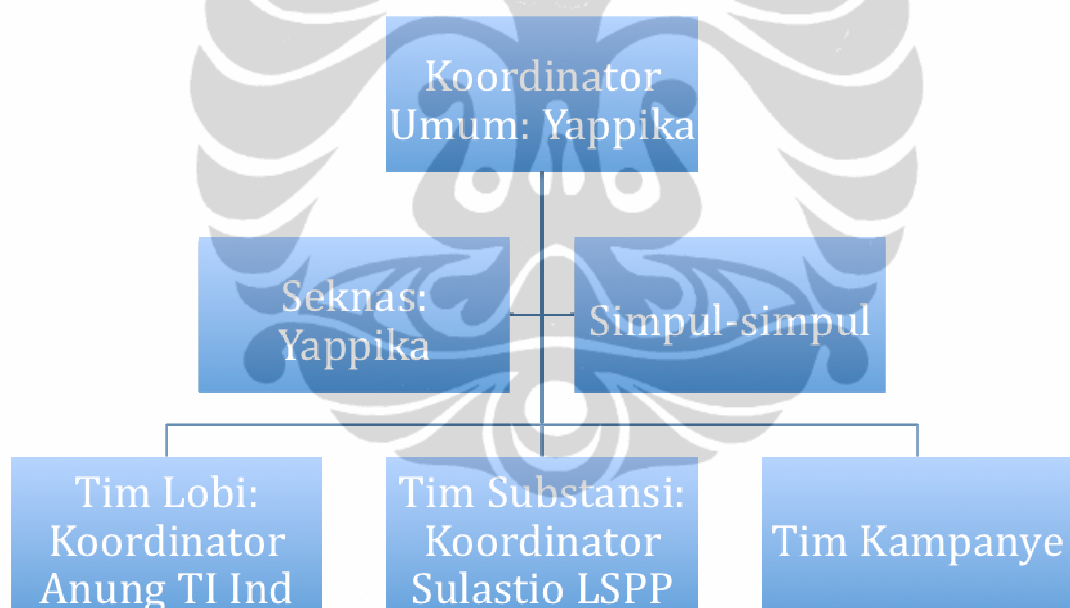 Koordinator
Umum: Yappika
Seknas:
Yappika
Simpul-simpul
Tim Lobi:
Koordinator
Anung TI Ind
Tim Substansi:
Koordinator
Sulastio LSPP
Tim Kampanye